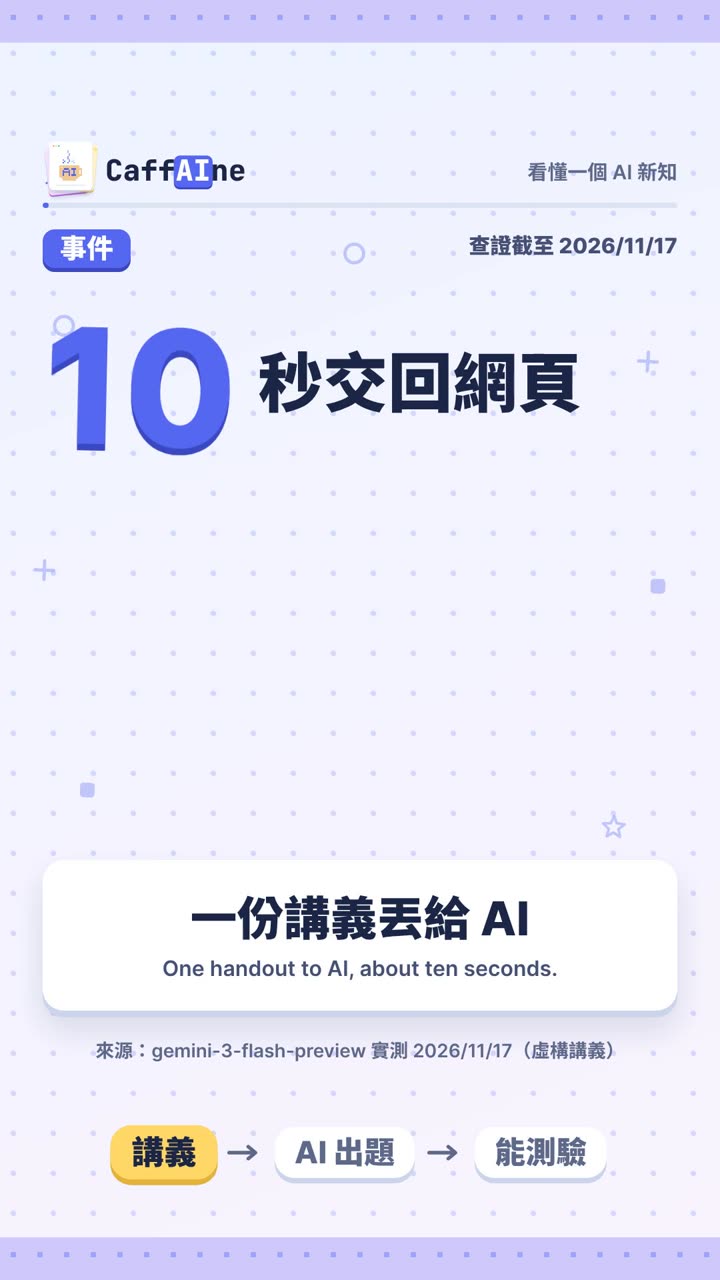 AI
CaffAIne
看懂一個 AI 新知
事件
查證截至 2026/11/17
10 秒交回網頁
一份講義丟給 AI
One handout to AI, about ten seconds.
來源：gemini-3-flash-preview 實測 2026/11/17（虛構講義）
講義 → AI 出題 → 能測驗